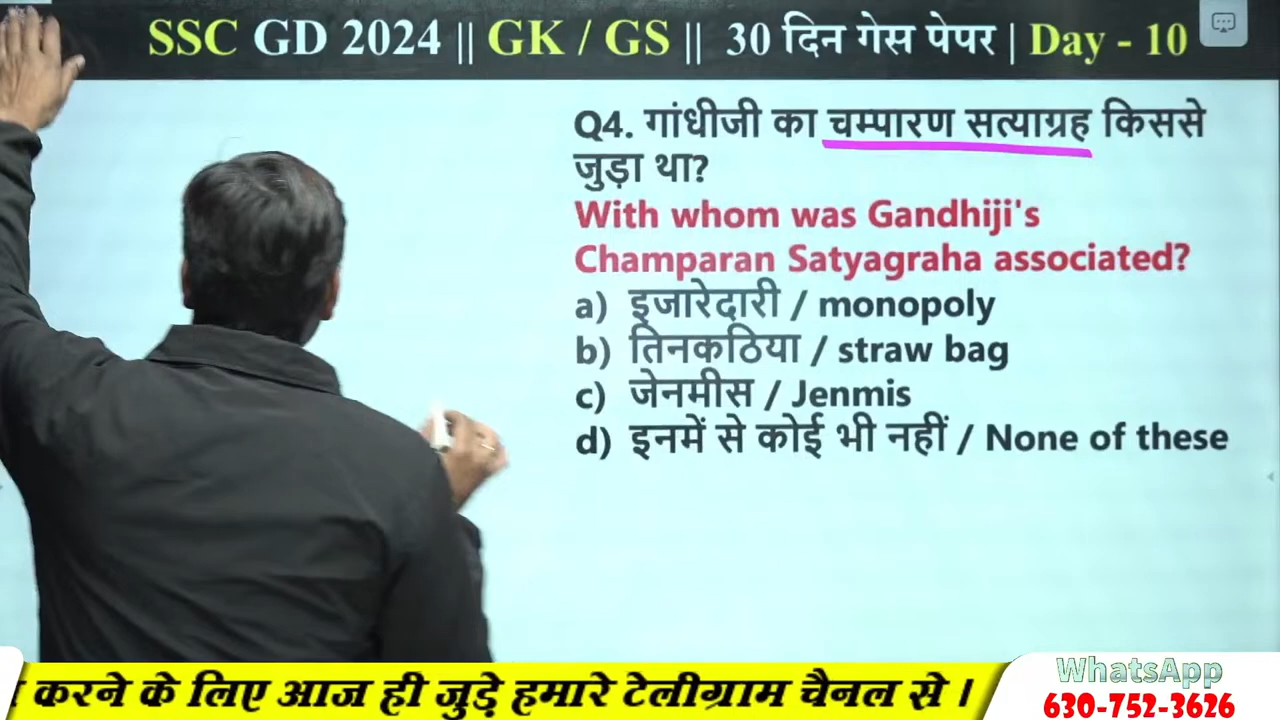 SSC GD 2024 || GK / GS || 30 दिन गेस पेपर | Day - 10
Q4. गांधीजी का चम्पारण सत्याग्रह किससे
जुड़ा था?
With whom was Gandhiji's
Champaran Satyagraha associated?
a) इजारेदारी / monopoly
b) तिनकठिया / straw bag
c) जेनमीस / Jenmis
d) इनमें से कोई भी नहीं / None of these
करने के लिए आज ही जुड़े हमारे टेलीग्राम चैनल से ।
WhatsApp
630-752-3626